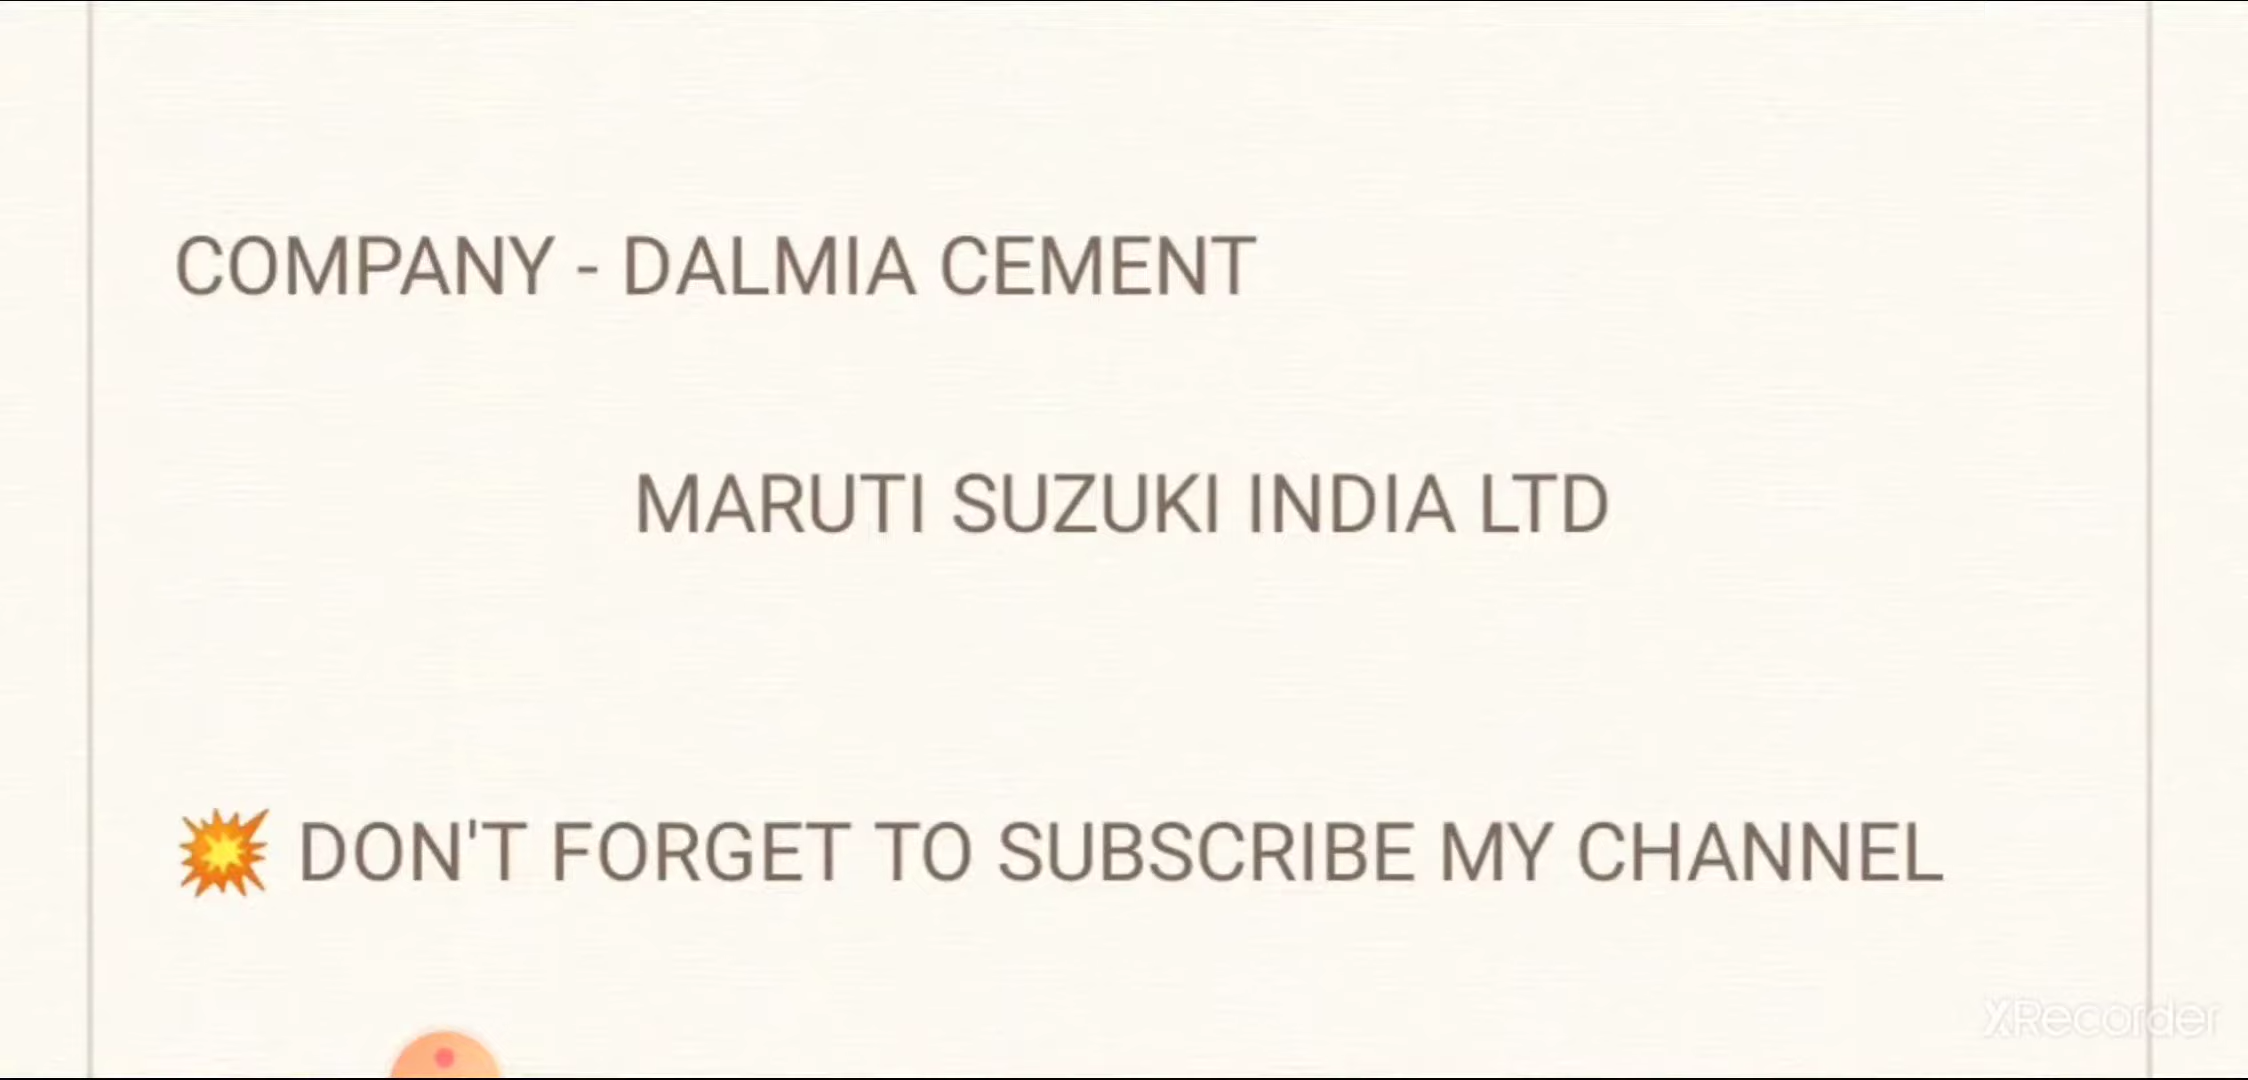 COMPANY - DALMIA CEMENT
MARUTI SUZUKI INDIA LTD
💥 DON'T FORGET TO SUBSCRIBE MY CHANNEL
XRecorder